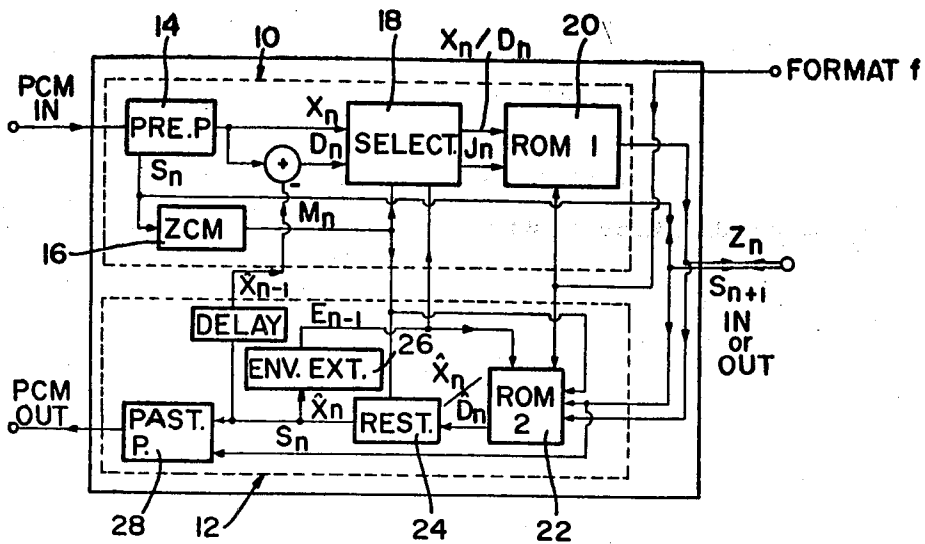 14
10
18
Xn/Dn
20
FORMAT f
PCM
IN
PRE.P
Xn
Dn
+
-
SELECT.
Jn
ROM 1
Sn
ZCM
Mn
16
Zn
Sn+1
IN
or
OUT
X̂n-1
DELAY
En-1
ENV. EXT.
26
X̂n/
D̂n
ROM
2
PCM
OUT
PAST.
P.
X̂n
Sn
REST.
28
12
24
22